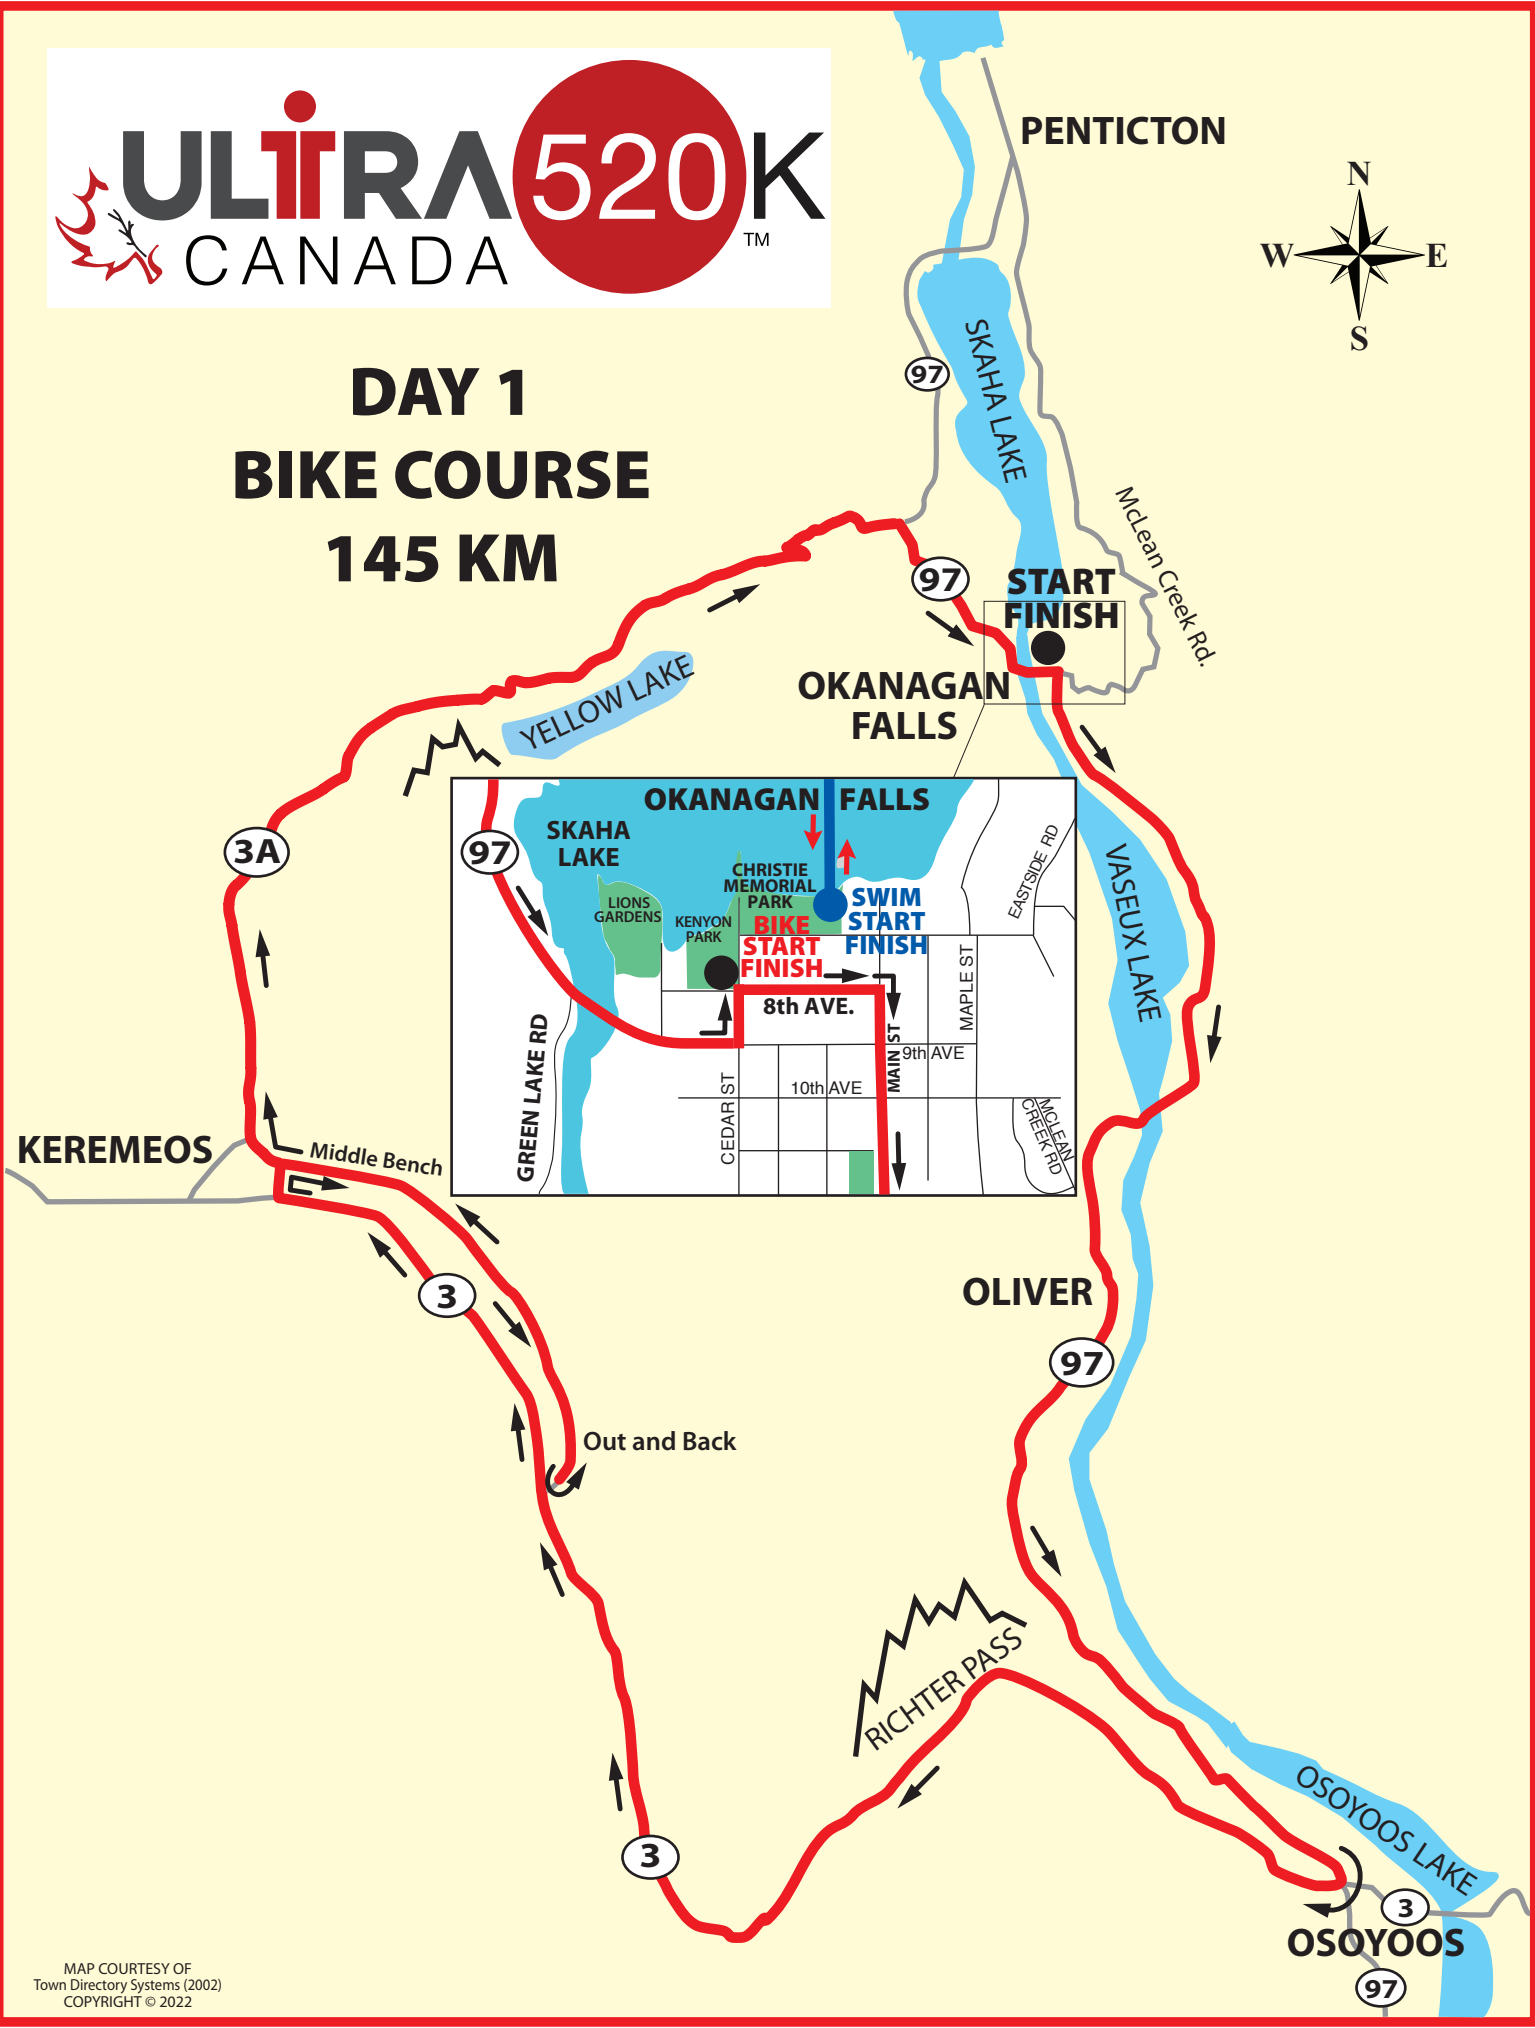 ULTRA 520K
CANADA
TM
DAY 1
BIKE COURSE
145 KM
PENTICTON
N
W E
S
SKAHA LAKE
97
McLean Creek Rd.
97
START
FINISH
OKANAGAN
FALLS
YELLOW LAKE
3A
OKANAGAN FALLS
SKAHA
LAKE
97
EASTSIDE RD
CHRISTIE
MEMORIAL
PARK
LIONS
GARDENS
KENYON
PARK
SWIM
START
FINISH
BIKE
START
FINISH
MAPLE ST
8th AVE.
MAIN ST
9th AVE
GREEN LAKE RD
CEDAR ST
10th AVE
MCLEAN
CREEK RD
VASEUX LAKE
KEREMEOS
Middle Bench
3
OLIVER
97
Out and Back
RICHTER PASS
3
OSOYOOS LAKE
3
OSOYOOS
97
MAP COURTESY OF
Town Directory Systems (2002)
COPYRIGHT © 2022